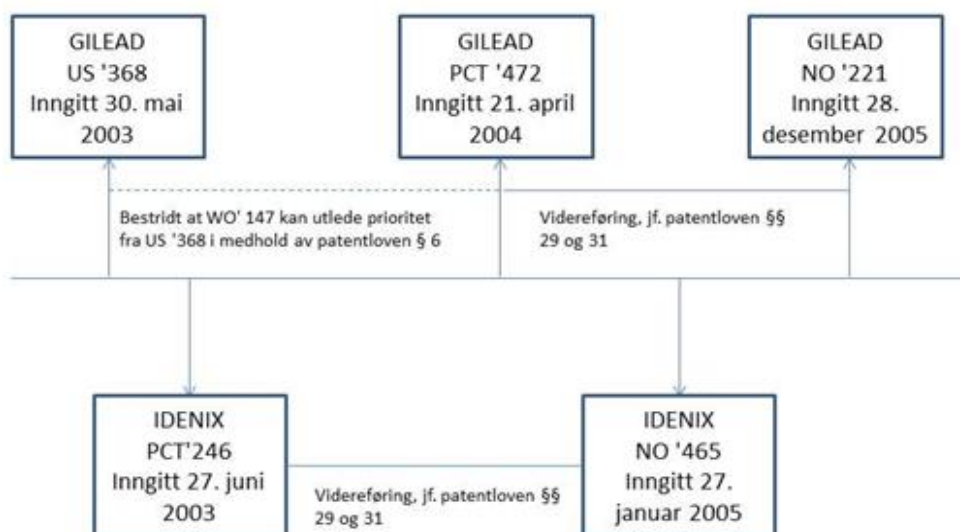 GILEAD
US '368
Inngitt 30. mai
2003
GILEAD
PCT '472
Inngitt 21. april
2004
GILEAD
NO '221
Inngitt 28.
desember 2005
Bestridt at WO' 147 kan utlede prioritet
fra US '368 i medhold av patentloven § 6
Videreføring, jf. patentloven §§
29 og 31
IDENIX
PCT'246
Inngitt 27. juni
2003
Videreføring, jf. patentloven §§
29 og 31
IDENIX
NO '465
Inngitt 27.
januar 2005